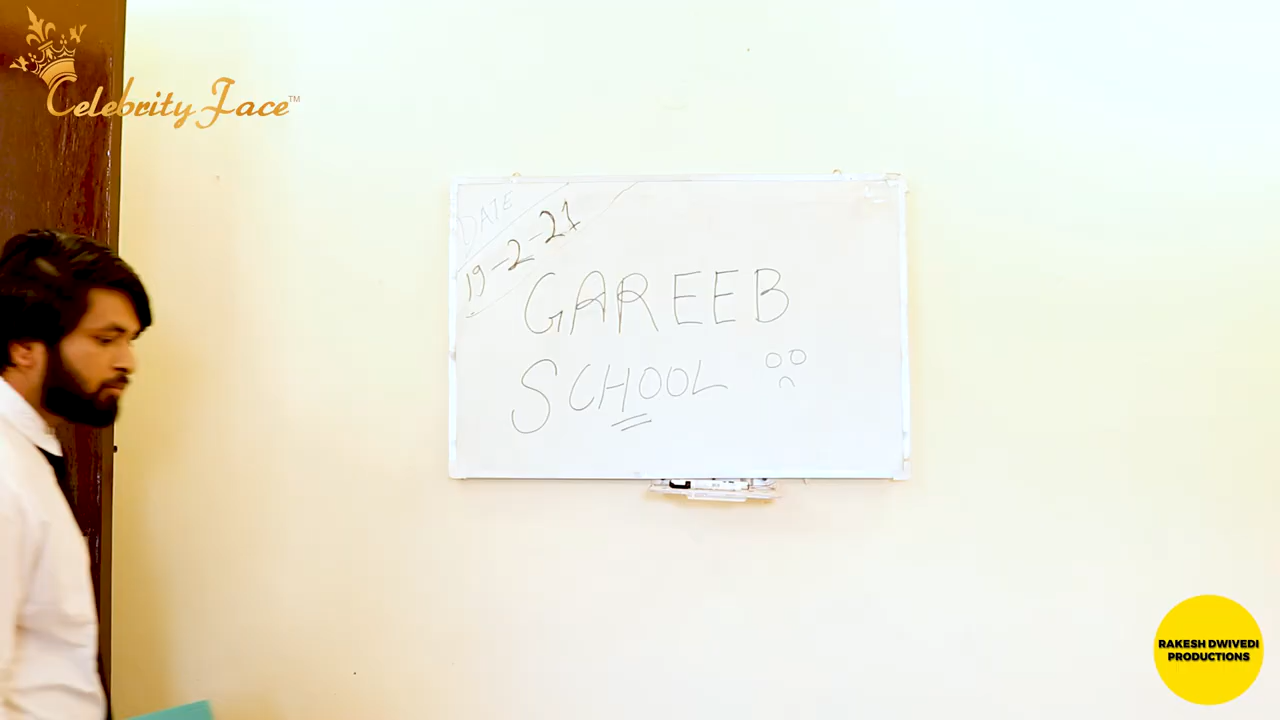 Celebrity Face™
DATE
19-2-21
GAREEB
SCHOOL
RAKESH DWIVEDI
PRODUCTIONS